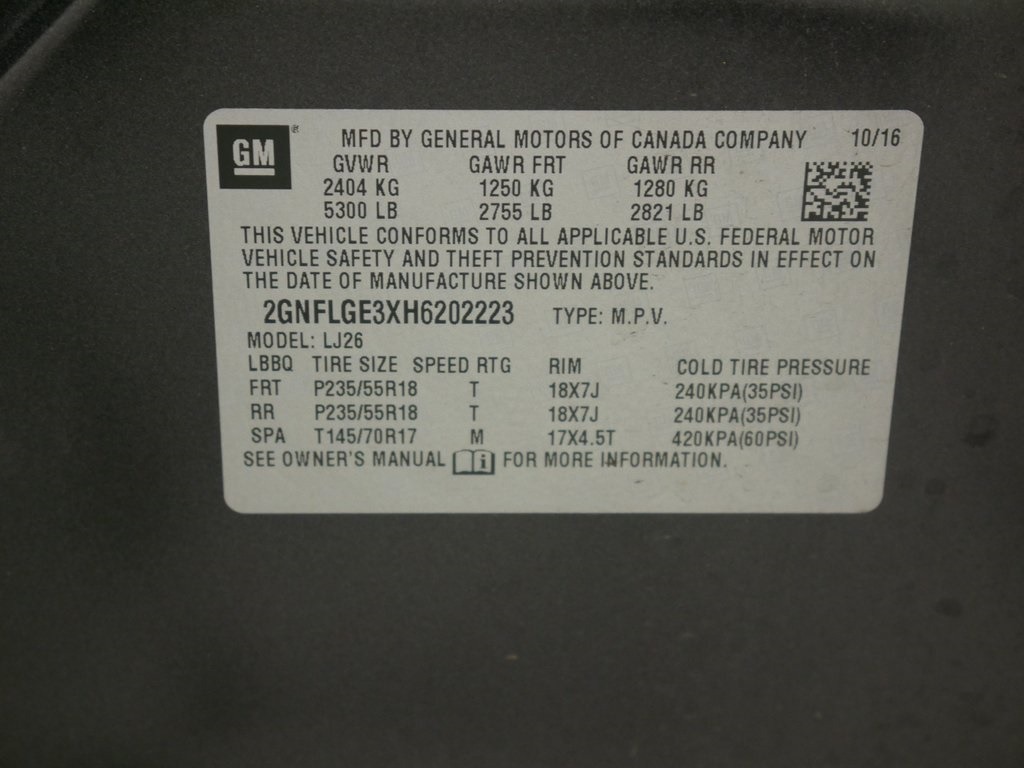 GM® MFD BY GENERAL MOTORS OF CANADA COMPANY 10/16
GVWR GAWR FRT GAWR RR
2404 KG 1250 KG 1280 KG
5300 LB 2755 LB 2821 LB
THIS VEHICLE CONFORMS TO ALL APPLICABLE U.S. FEDERAL MOTOR
VEHICLE SAFETY AND THEFT PREVENTION STANDARDS IN EFFECT ON
THE DATE OF MANUFACTURE SHOWN ABOVE.
2GNFLGE3XH6202223 TYPE: M.P.V.
MODEL: LJ26
LBBQ TIRE SIZE SPEED RTG RIM COLD TIRE PRESSURE
FRT P235/55R18 T 18X7J 240KPA(35PSI)
RR P235/55R18 T 18X7J 240KPA(35PSI)
SPA T145/70R17 M 17X4.5T 420KPA(60PSI)
SEE OWNER'S MANUAL i FOR MORE INFORMATION.